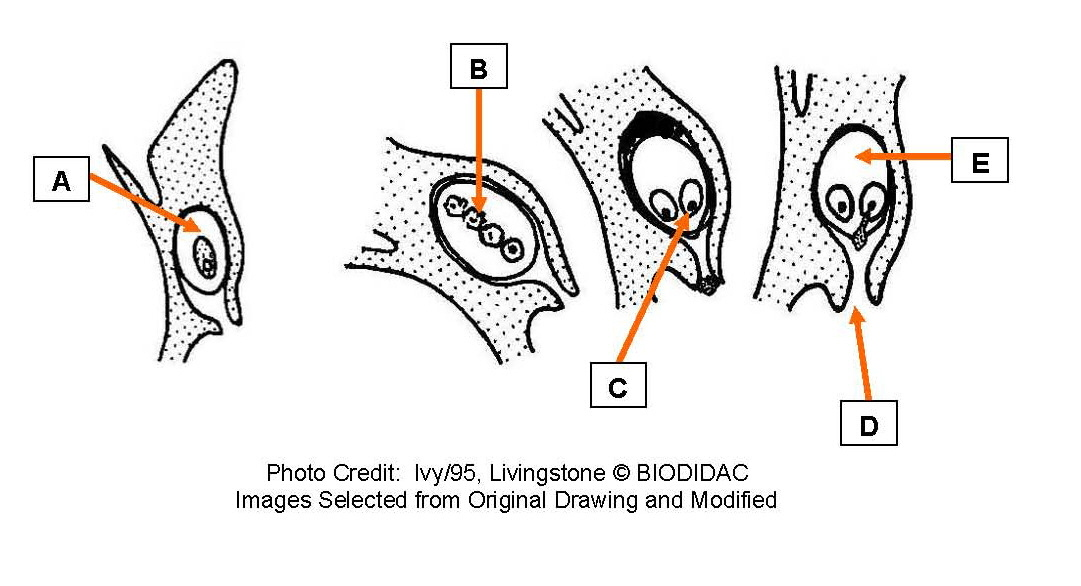 B
A
E
C
D
Photo Credit: Ivy/95, Livingstone © BIODIDAC
Images Selected from Original Drawing and Modified